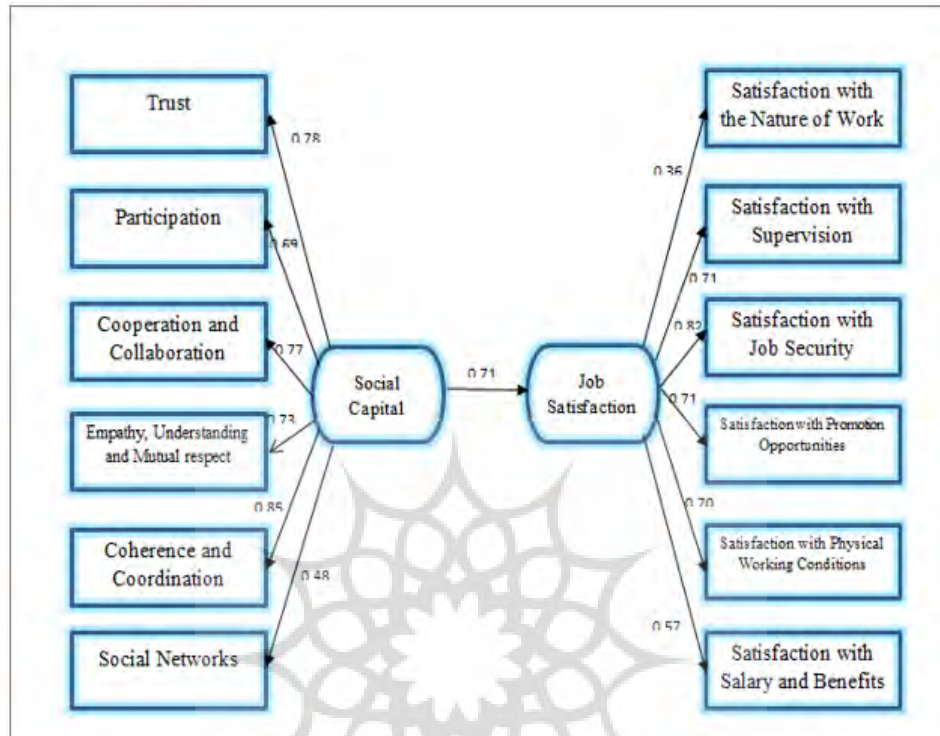 Trust
0.78
Participation
0.69
Cooperation and
Collaboration
0.77
Empathy, Understanding
and Mutual respect
0.73
Coherence and
Coordination
0.85
Social Networks
0.48
Social
Capital
0.71
Job
Satisfaction
Satisfaction with
the Nature of Work
0.36
Satisfaction with
Supervision
0.71
Satisfaction with
Job Security
0.82
Satisfaction with Promotion
Opportunities
0.71
Satisfaction with Physical
Working Conditions
0.70
Satisfaction with
Salary and Benefits
0.57